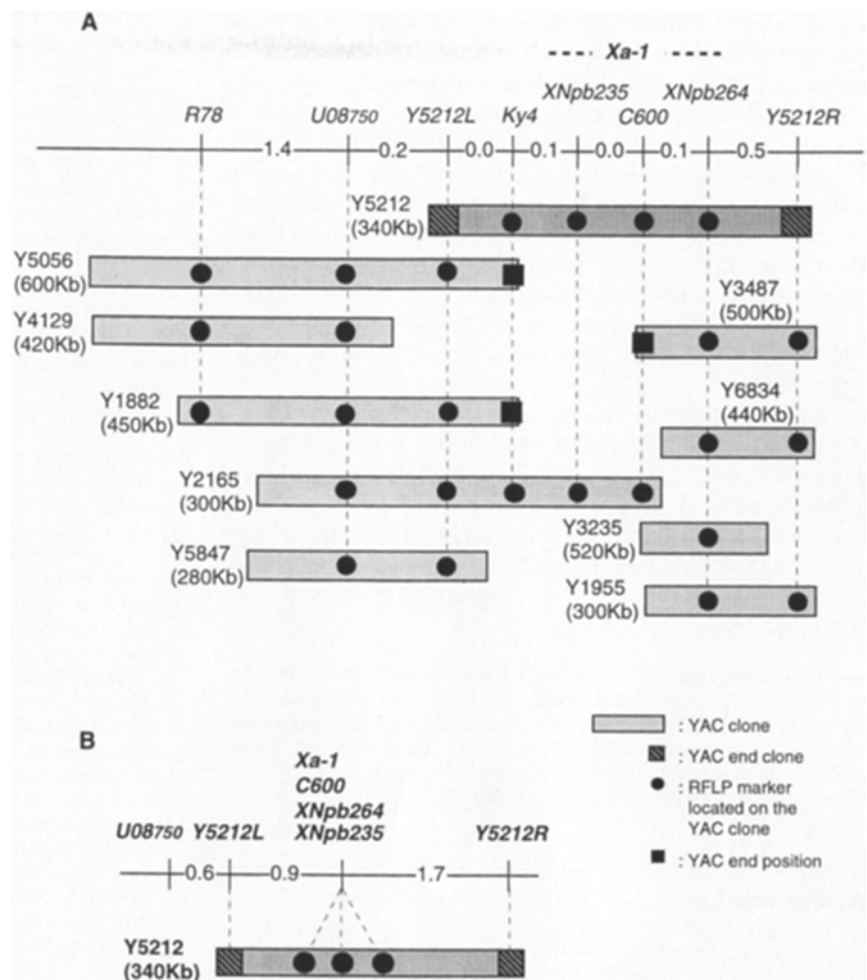 A
Xa-1
XNpb235 XNpb264
R78 U08750 Y5212L Ky4 C600 Y5212R
1.4 0.2 0.0 0.1 0.0 0.1 0.5
Y5212
(340Kb)
Y5056
(600Kb)
Y3487
(500Kb)
Y4129
(420Kb)
Y1882
(450Kb)
Y6834
(440Kb)
Y2165
(300Kb)
Y3235
(520Kb)
Y5847
(280Kb)
Y1955
(300Kb)
: YAC clone
: YAC end clone
: RFLP marker
located on the
YAC clone
: YAC end position
B
Xa-1
C600
XNpb264
U08750 Y5212L XNpb235 Y5212R
0.6 0.9 1.7
Y5212
(340Kb)